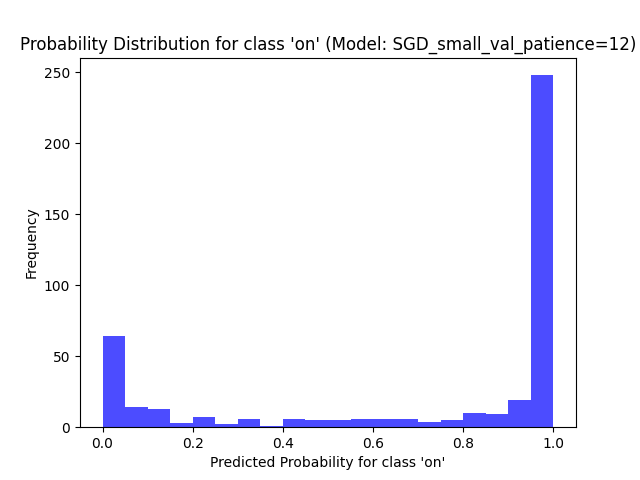 Probability Distribution for class 'on' (Model: SGD_small_val_patience=12)
250
200
150
100
50
0
Frequency
0.0 0.2 0.4 0.6 0.8 1.0
Predicted Probability for class 'on'